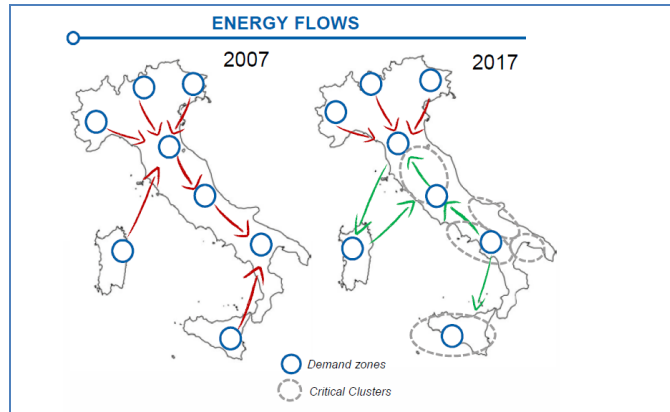 ENERGY FLOWS
2007
2017
Demand zones
Critical Clusters